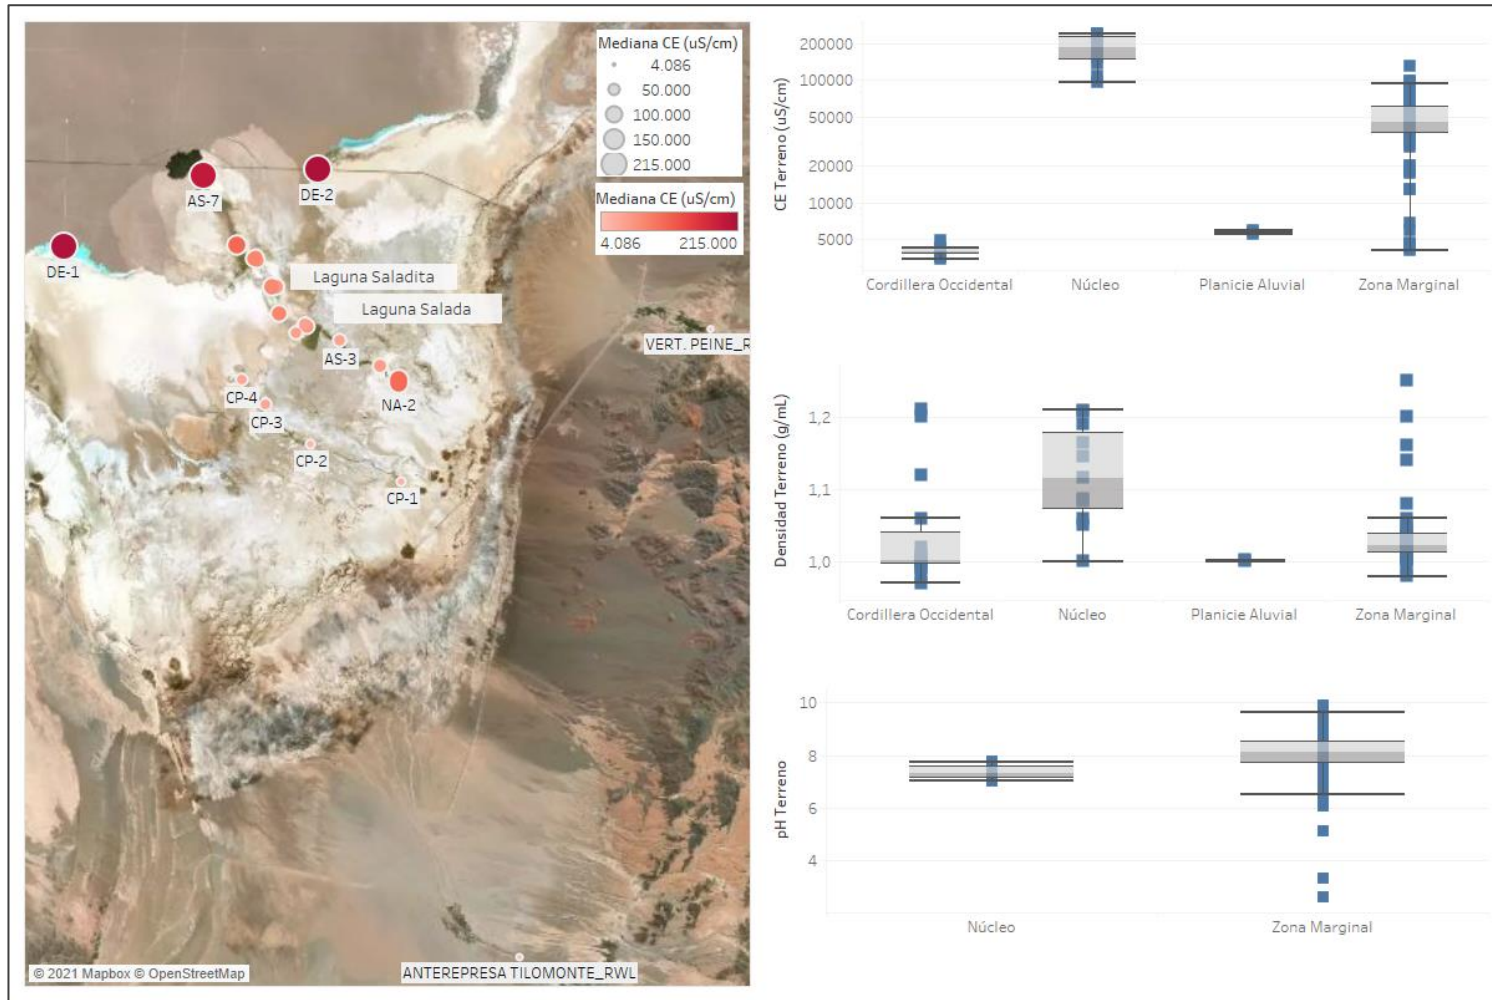 Mediana CE (uS/cm)
4.086
50.000
100.000
150.000
215.000
Mediana CE (uS/cm)
4.086 215.000
AS-7
DE-2
DE-1
Laguna Saladita
Laguna Salada
VERT. PEINE_R
AS-3
CP-4
NA-2
CP-3
CP-2
CP-1
ANTEREPRESA TILOMONTE_RWL
© 2021 Mapbox © OpenStreetMap
CE Terreno (uS/cm)
200000
100000
50000
20000
10000
5000
Cordillera Occidental Núcleo Planicie Aluvial Zona Marginal
Densidad Terreno (g/mL)
1,2
1,1
1,0
Cordillera Occidental Núcleo Planicie Aluvial Zona Marginal
pH Terreno
10
8
6
4
Núcleo Zona Marginal